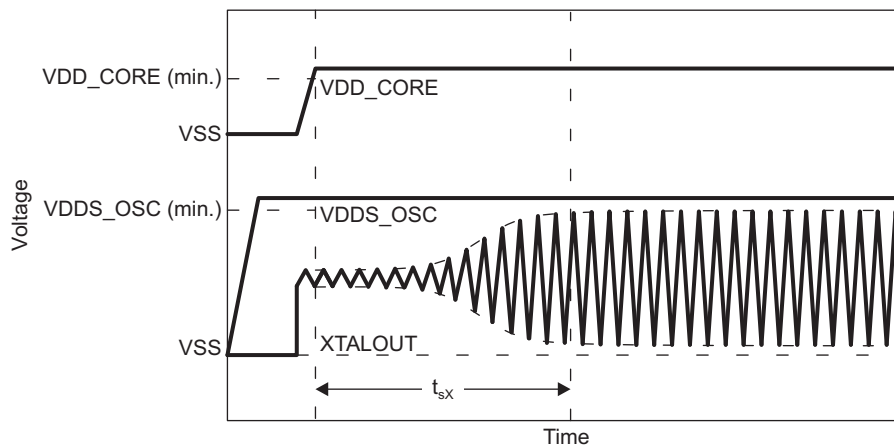 VDD_CORE (min.)
VDD_CORE
VSS
Voltage
VDDS_OSC (min.)
VDDS_OSC
VSS
XTALOUT
tsX
Time